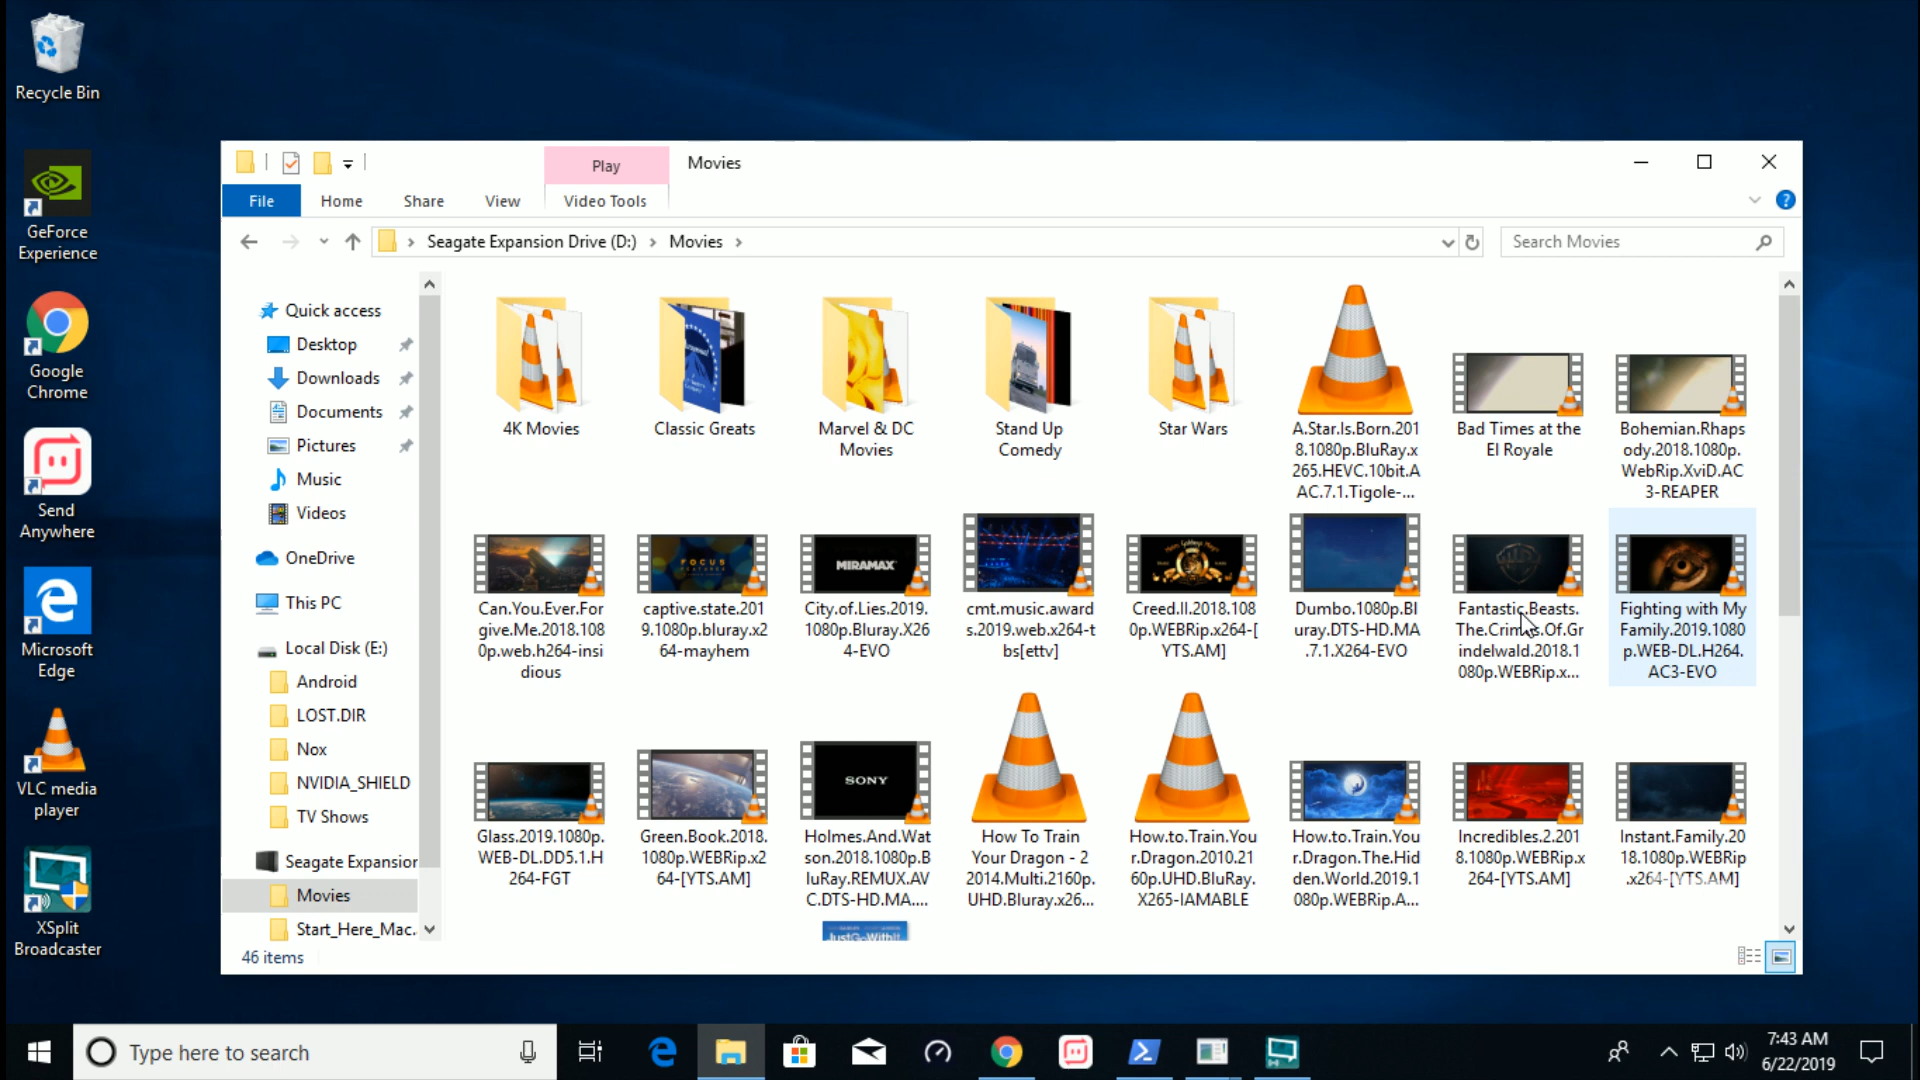 Recycle Bin
GeForce
Experience
Google
Chrome
Send
Anywhere
Microsoft
Edge
VLC media
player
XSplit
Broadcaster
Play
Movies
File
Home
Share
View
Video Tools
Seagate Expansion Drive (D:)
Movies
Search Movies
Quick access
Desktop
Downloads
Documents
Pictures
Music
Videos
OneDrive
This PC
Local Disk (E:)
Android
LOST.DIR
Nox
NVIDIA_SHIELD
TV Shows
Seagate Expansion
Movies
Start_Here_Mac.
4K Movies
Classic Greats
Marvel & DC
Movies
Stand Up
Comedy
Star Wars
A.Star.Is.Born.201
8.1080p.BluRay.x
265.HEVC.10bit.A
AC.7.1.Tigole-...
Bad Times at the
El Royale
Bohemian.Rhaps
ody.2018.1080p.
WebRip.XviD.AC
3-REAPER
Can.You.Ever.For
give.Me.2018.108
0p.web.h264-insi
dious
FOCUS
captive.state.201
9.1080p.bluray.x2
64-mayhem
MIRAMAX
City.of.Lies.2019.
1080p.Bluray.X26
4-EVO
cmt.music.award
s.2019.web.x264-t
bs[ettv]
Creed.II.2018.108
0p.WEBRip.x264-[
YTS.AM]
Dumbo.1080p.Bl
uray.DTS-HD.MA
.7.1.X264-EVO
Fantastic.Beasts.
The.Crimes.Of.Gr
indelwald.2018.1
080p.WEBRip.x...
Fighting with My
Family.2019.1080
p.WEB-DL.H264.
AC3-EVO
Glass.2019.1080p.
WEB-DL.DD5.1.H
264-FGT
Green.Book.2018.
1080p.WEBRip.x2
64-[YTS.AM]
SONY
Holmes.And.Wat
son.2018.1080p.B
luRay.REMUX.AV
C.DTS-HD.MA....
How To Train
Your Dragon - 2
2014.Multi.2160p.
UHD.Bluray.x26...
How.to.Train.You
r.Dragon.2010.21
60p.UHD.BluRay.
X265-IAMABLE
How.to.Train.You
r.Dragon.The.Hid
den.World.2019.1
080p.WEBRip.A...
Incredibles.2.201
8.1080p.WEBRip.x
264-[YTS.AM]
Instant.Family.20
18.1080p.WEBRip
.x264-[YTS.AM]
JustGoWithIt
46 items
Type here to search
7:43 AM
6/22/2019